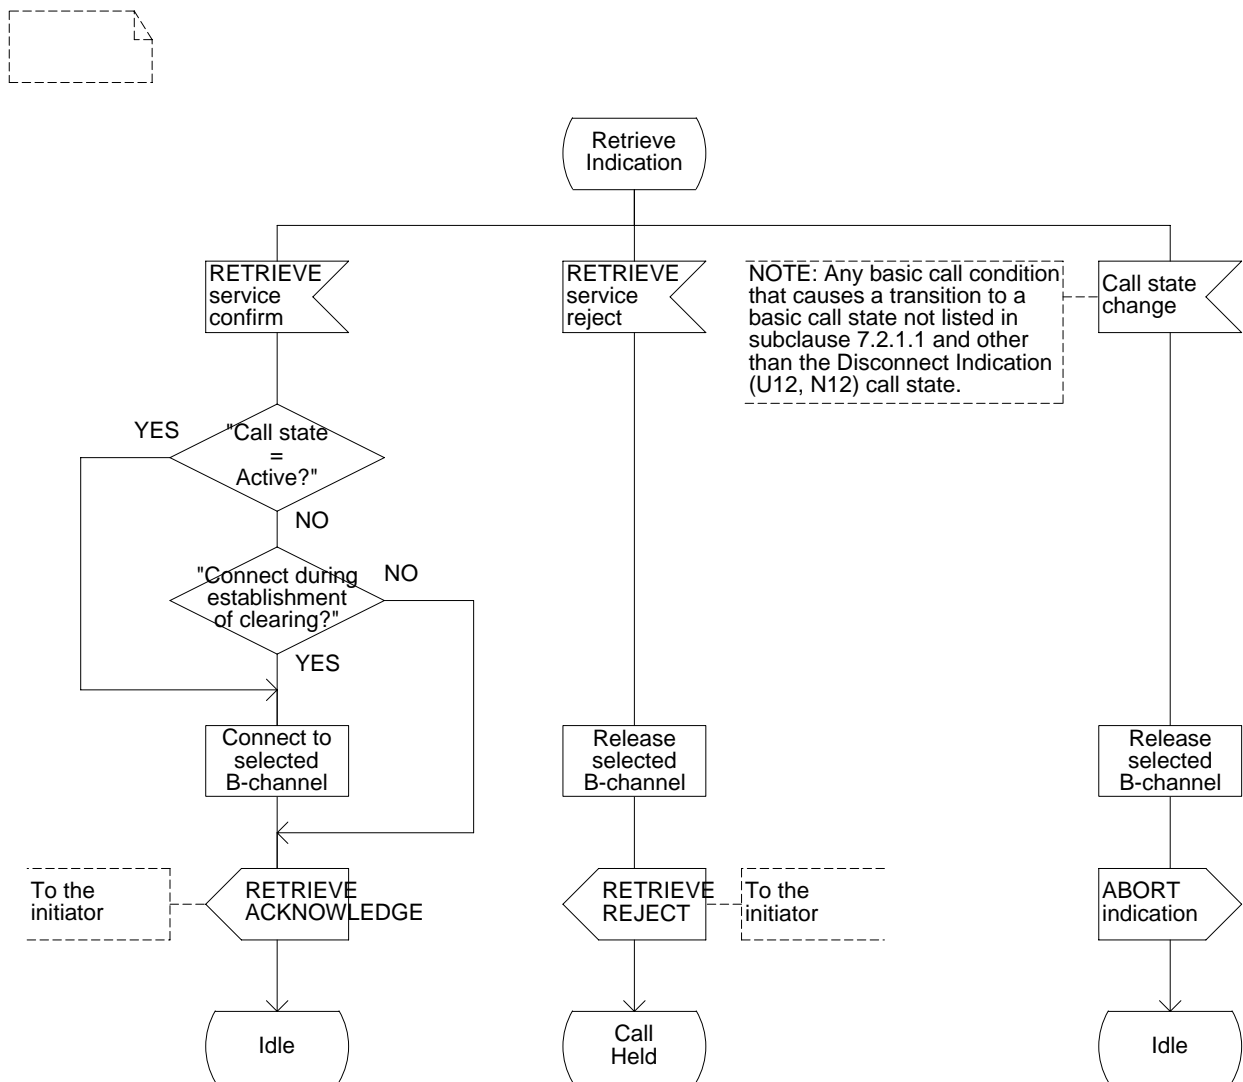 Retrieve
Indication
RETRIEVE
service
confirm
RETRIEVE
service
reject
NOTE: Any basic call condition
that causes a transition to a
basic call state not listed in
subclause 7.2.1.1 and other
than the Disconnect Indication
(U12, N12) call state.
Call state
change
YES
"Call state
=
Active?"
NO
"Connect during
establishment
of clearing?"
NO
YES
Connect to
selected
B-channel
Release
selected
B-channel
Release
selected
B-channel
To the
initiator
RETRIEVE
ACKNOWLEDGE
RETRIEVE
REJECT
To the
initiator
ABORT
indication
Idle
Call
Held
Idle